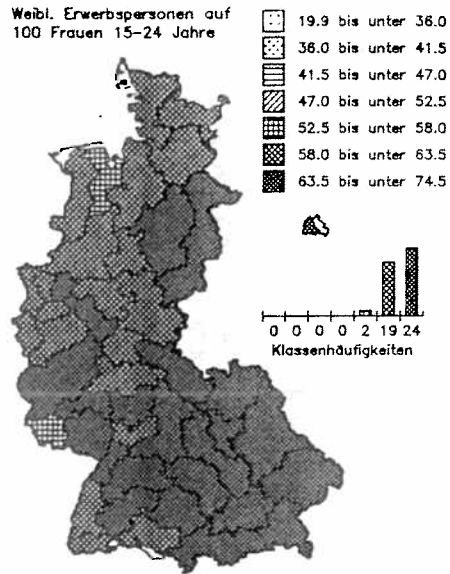 Weibl. Erwerbspersonen auf
100 Frauen 15-24 Jahre
19.9 bis unter 36.0
36.0 bis unter 41.5
41.5 bis unter 47.0
47.0 bis unter 52.5
52.5 bis unter 58.0
58.0 bis unter 63.5
63.5 bis unter 74.5
0 0 0 0 2 19 24
Klassenhäufigkeiten